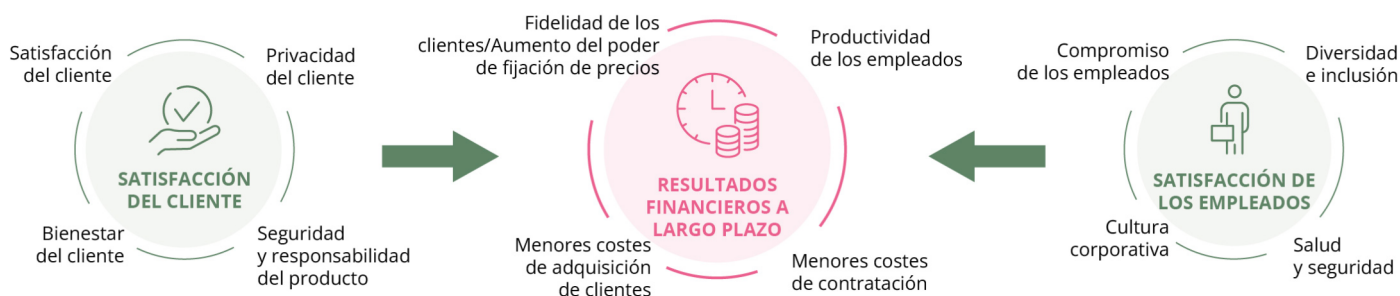 Satisfacción
del cliente
Privacidad
del cliente
SATISFACCIÓN
DEL CLIENTE
Bienestar
del cliente
Seguridad
y responsabilidad
del producto
Fidelidad de los
clientes/Aumento del poder
de fijación de precios
Productividad
de los empleados
RESULTADOS
FINANCIEROS A
LARGO PLAZO
Menores costes
de adquisición
de clientes
Menores costes
de contratación
Compromiso
de los empleados
Diversidad
e inclusión
SATISFACCIÓN DE
LOS EMPLEADOS
Cultura
corporativa
Salud
y seguridad